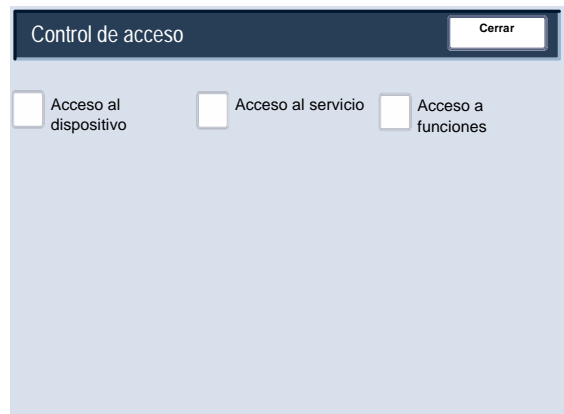 Control de acceso
Cerrar
Acceso al
dispositivo
Acceso al servicio
Acceso a
funciones